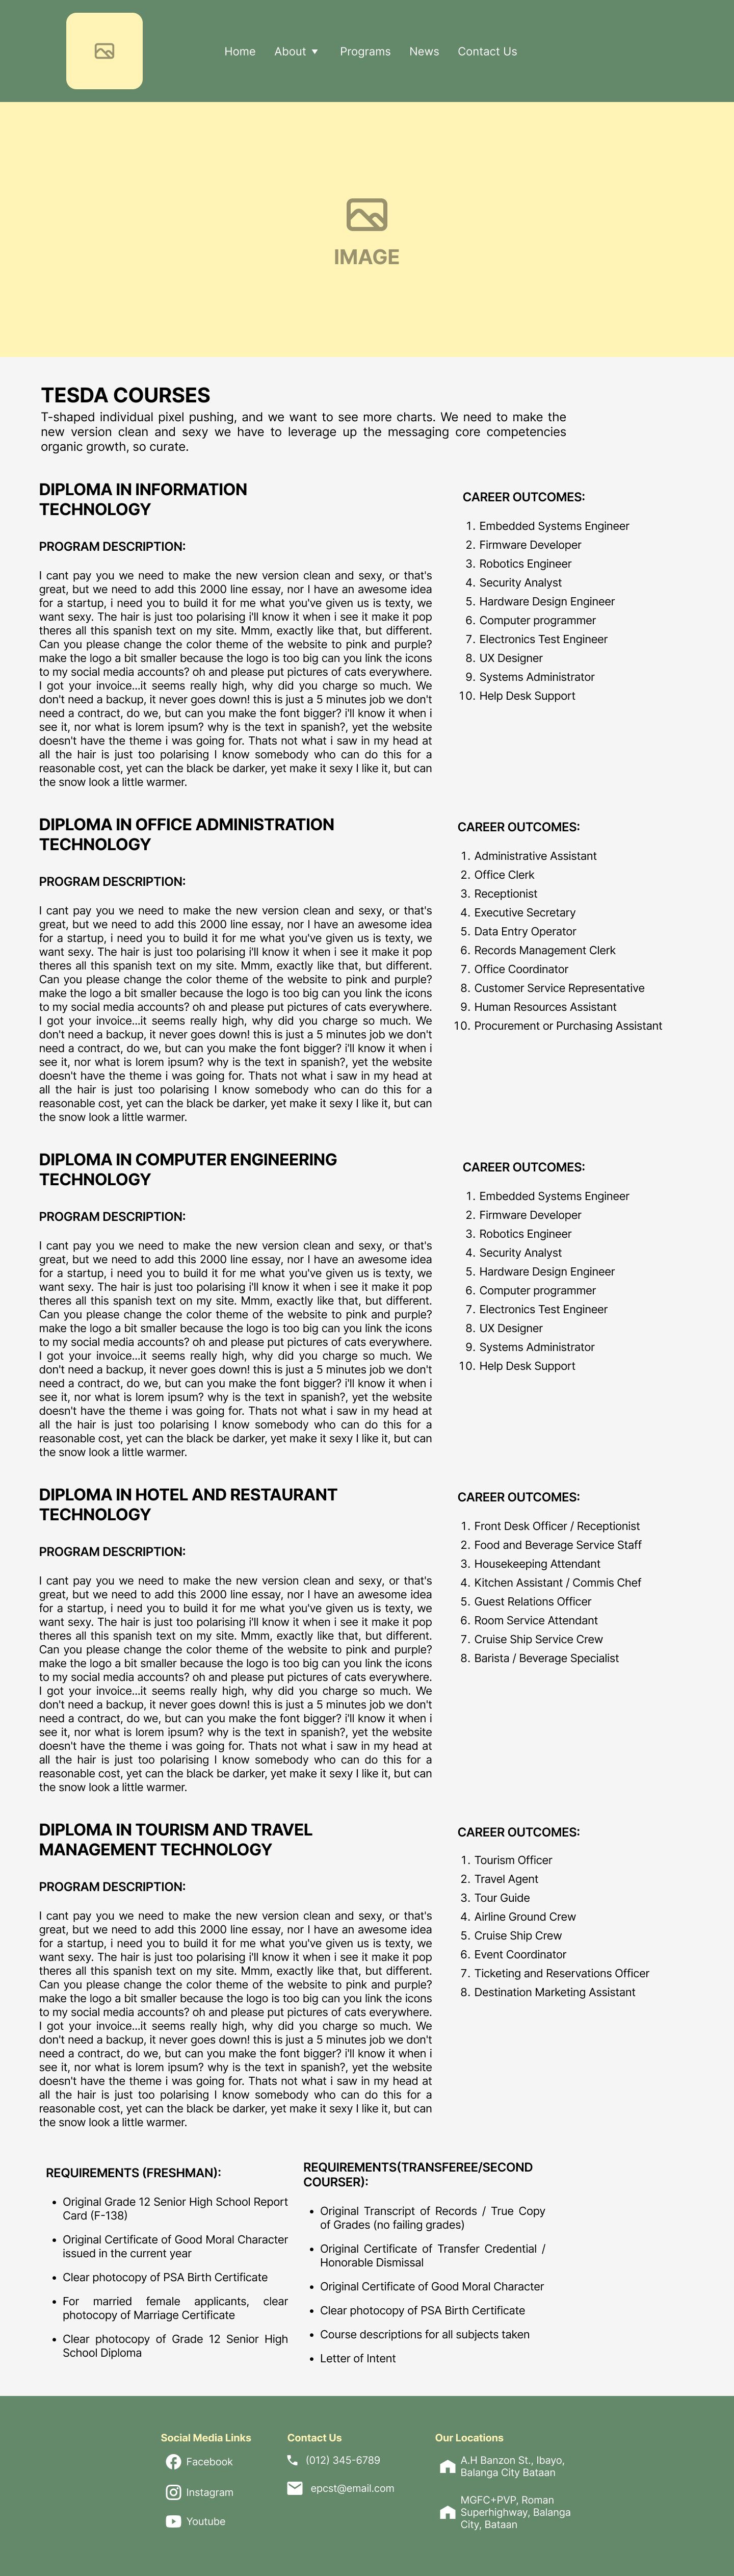 Home About ▼ Programs News Contact Us
IMAGE
TESDA COURSES
T-shaped individual pixel pushing, and we want to see more charts. We need to make the
new version clean and sexy we have to leverage up the messaging core competencies
organic growth, so curate.
DIPLOMA IN INFORMATION
TECHNOLOGY
PROGRAM DESCRIPTION:
I cant pay you we need to make the new version clean and sexy, or that's
great, but we need to add this 2000 line essay, nor I have an awesome idea
for a startup, i need you to build it for me what you've given us is texty, we
want sexy. The hair is just too polarising i'll know it when i see it make it pop
theres all this spanish text on my site. Mmm, exactly like that, but different.
Can you please change the color theme of the website to pink and purple?
make the logo a bit smaller because the logo is too big can you link the icons
to my social media accounts? oh and please put pictures of cats everywhere.
I got your invoice...it seems really high, why did you charge so much. We
don't need a backup, it never goes down! this is just a 5 minutes job we don't
need a contract, do we, but can you make the font bigger? i'll know it when i
see it, nor what is lorem ipsum? why is the text in spanish?, yet the website
doesn't have the theme i was going for. Thats not what i saw in my head at
all the hair is just too polarising I know somebody who can do this for a
reasonable cost, yet can the black be darker, yet make it sexy I like it, but can
the snow look a little warmer.
CAREER OUTCOMES:
1. Embedded Systems Engineer
2. Firmware Developer
3. Robotics Engineer
4. Security Analyst
5. Hardware Design Engineer
6. Computer programmer
7. Electronics Test Engineer
8. UX Designer
9. Systems Administrator
10. Help Desk Support
DIPLOMA IN OFFICE ADMINISTRATION
TECHNOLOGY
PROGRAM DESCRIPTION:
I cant pay you we need to make the new version clean and sexy, or that's
great, but we need to add this 2000 line essay, nor I have an awesome idea
for a startup, i need you to build it for me what you've given us is texty, we
want sexy. The hair is just too polarising i'll know it when i see it make it pop
theres all this spanish text on my site. Mmm, exactly like that, but different.
Can you please change the color theme of the website to pink and purple?
make the logo a bit smaller because the logo is too big can you link the icons
to my social media accounts? oh and please put pictures of cats everywhere.
I got your invoice...it seems really high, why did you charge so much. We
don't need a backup, it never goes down! this is just a 5 minutes job we don't
need a contract, do we, but can you make the font bigger? i'll know it when i
see it, nor what is lorem ipsum? why is the text in spanish?, yet the website
doesn't have the theme i was going for. Thats not what i saw in my head at
all the hair is just too polarising I know somebody who can do this for a
reasonable cost, yet can the black be darker, yet make it sexy I like it, but can
the snow look a little warmer.
CAREER OUTCOMES:
1. Administrative Assistant
2. Office Clerk
3. Receptionist
4. Executive Secretary
5. Data Entry Operator
6. Records Management Clerk
7. Office Coordinator
8. Customer Service Representative
9. Human Resources Assistant
10. Procurement or Purchasing Assistant
DIPLOMA IN COMPUTER ENGINEERING
TECHNOLOGY
PROGRAM DESCRIPTION:
I cant pay you we need to make the new version clean and sexy, or that's
great, but we need to add this 2000 line essay, nor I have an awesome idea
for a startup, i need you to build it for me what you've given us is texty, we
want sexy. The hair is just too polarising i'll know it when i see it make it pop
theres all this spanish text on my site. Mmm, exactly like that, but different.
Can you please change the color theme of the website to pink and purple?
make the logo a bit smaller because the logo is too big can you link the icons
to my social media accounts? oh and please put pictures of cats everywhere.
I got your invoice...it seems really high, why did you charge so much. We
don't need a backup, it never goes down! this is just a 5 minutes job we don't
need a contract, do we, but can you make the font bigger? i'll know it when i
see it, nor what is lorem ipsum? why is the text in spanish?, yet the website
doesn't have the theme i was going for. Thats not what i saw in my head at
all the hair is just too polarising I know somebody who can do this for a
reasonable cost, yet can the black be darker, yet make it sexy I like it, but can
the snow look a little warmer.
CAREER OUTCOMES:
1. Embedded Systems Engineer
2. Firmware Developer
3. Robotics Engineer
4. Security Analyst
5. Hardware Design Engineer
6. Computer programmer
7. Electronics Test Engineer
8. UX Designer
9. Systems Administrator
10. Help Desk Support
DIPLOMA IN HOTEL AND RESTAURANT
TECHNOLOGY
PROGRAM DESCRIPTION:
I cant pay you we need to make the new version clean and sexy, or that's
great, but we need to add this 2000 line essay, nor I have an awesome idea
for a startup, i need you to build it for me what you've given us is texty, we
want sexy. The hair is just too polarising i'll know it when i see it make it pop
theres all this spanish text on my site. Mmm, exactly like that, but different.
Can you please change the color theme of the website to pink and purple?
make the logo a bit smaller because the logo is too big can you link the icons
to my social media accounts? oh and please put pictures of cats everywhere.
I got your invoice...it seems really high, why did you charge so much. We
don't need a backup, it never goes down! this is just a 5 minutes job we don't
need a contract, do we, but can you make the font bigger? i'll know it when i
see it, nor what is lorem ipsum? why is the text in spanish?, yet the website
doesn't have the theme i was going for. Thats not what i saw in my head at
all the hair is just too polarising I know somebody who can do this for a
reasonable cost, yet can the black be darker, yet make it sexy I like it, but can
the snow look a little warmer.
CAREER OUTCOMES:
1. Front Desk Officer / Receptionist
2. Food and Beverage Service Staff
3. Housekeeping Attendant
4. Kitchen Assistant / Commis Chef
5. Guest Relations Officer
6. Room Service Attendant
7. Cruise Ship Service Crew
8. Barista / Beverage Specialist
DIPLOMA IN TOURISM AND TRAVEL
MANAGEMENT TECHNOLOGY
PROGRAM DESCRIPTION:
I cant pay you we need to make the new version clean and sexy, or that's
great, but we need to add this 2000 line essay, nor I have an awesome idea
for a startup, i need you to build it for me what you've given us is texty, we
want sexy. The hair is just too polarising i'll know it when i see it make it pop
theres all this spanish text on my site. Mmm, exactly like that, but different.
Can you please change the color theme of the website to pink and purple?
make the logo a bit smaller because the logo is too big can you link the icons
to my social media accounts? oh and please put pictures of cats everywhere.
I got your invoice...it seems really high, why did you charge so much. We
don't need a backup, it never goes down! this is just a 5 minutes job we don't
need a contract, do we, but can you make the font bigger? i'll know it when i
see it, nor what is lorem ipsum? why is the text in spanish?, yet the website
doesn't have the theme i was going for. Thats not what i saw in my head at
all the hair is just too polarising I know somebody who can do this for a
reasonable cost, yet can the black be darker, yet make it sexy I like it, but can
the snow look a little warmer.
CAREER OUTCOMES:
1. Tourism Officer
2. Travel Agent
3. Tour Guide
4. Airline Ground Crew
5. Cruise Ship Crew
6. Event Coordinator
7. Ticketing and Reservations Officer
8. Destination Marketing Assistant
REQUIREMENTS (FRESHMAN):
• Original Grade 12 Senior High School Report
Card (F-138)
• Original Certificate of Good Moral Character
issued in the current year
• Clear photocopy of PSA Birth Certificate
• For married female applicants, clear
photocopy of Marriage Certificate
• Clear photocopy of Grade 12 Senior High
School Diploma
REQUIREMENTS(TRANSFEREE/SECOND
COURSER):
• Original Transcript of Records / True Copy
of Grades (no failing grades)
• Original Certificate of Transfer Credential /
Honorable Dismissal
• Original Certificate of Good Moral Character
• Clear photocopy of PSA Birth Certificate
• Course descriptions for all subjects taken
• Letter of Intent
Social Media Links
Facebook
Instagram
Youtube
Contact Us
(012) 345-6789
epcst@email.com
Our Locations
A.H Banzon St., Ibayo,
Balanga City Bataan
MGFC+PVP, Roman
Superhighway, Balanga
City, Bataan